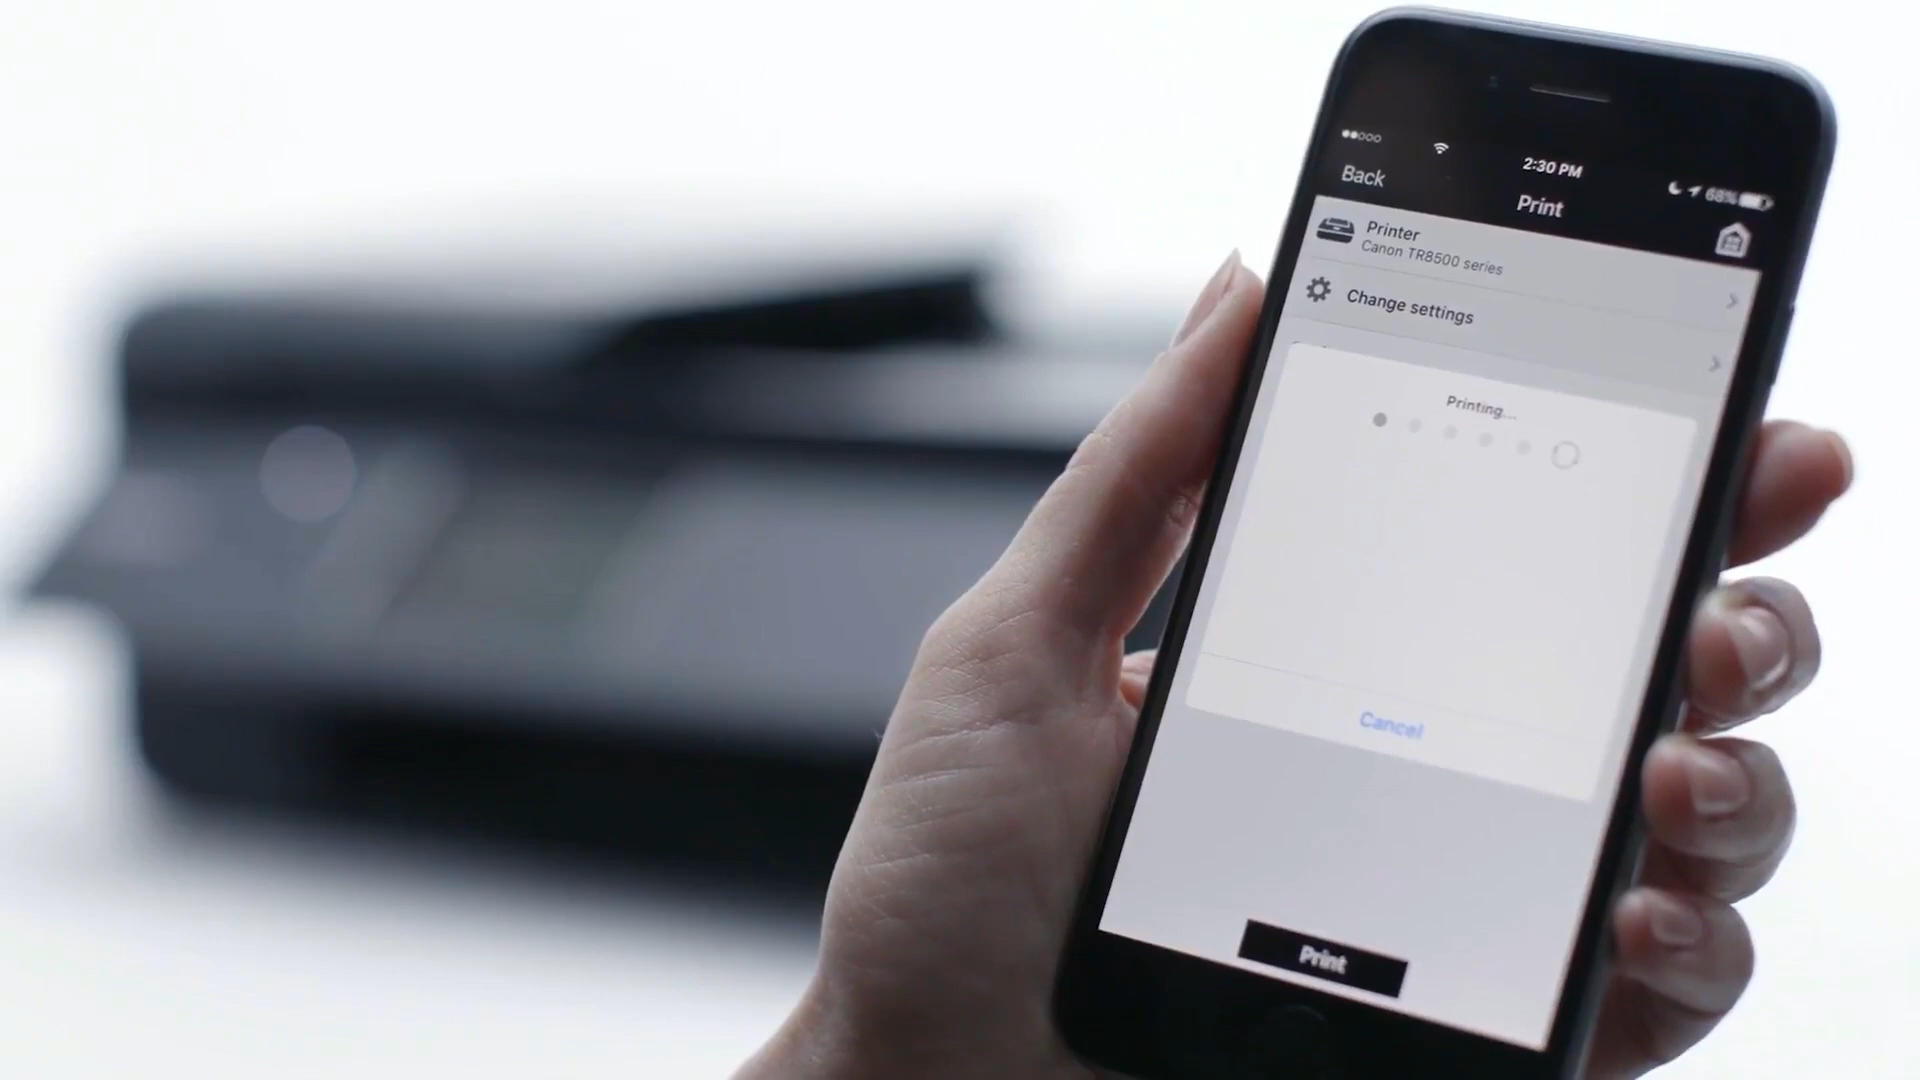 2:30 PM
68%
Back
Print
Printer
Canon TR8500 series
Change settings
Printing...
Cancel
Print